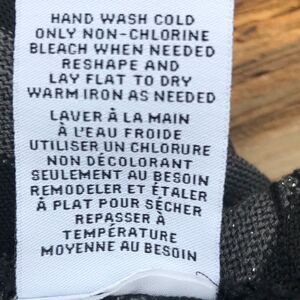 HAND WASH COLD
ONLY NON-CHLORINE
BLEACH WHEN NEEDED
RESHAPE AND
LAY FLAT TO DRY
WARM IRON AS NEEDED
LAVER À LA MAIN
À L'EAU FROIDE
UTILISER UN CHLORURE
NON DÉCOLORANT
SEULEMENT AU BESOIN
REMODELER ET ÉTALER
À PLAT POUR SÉCHER
REPASSER À
TEMPÉRATURE
MOYENNE AU BESOIN